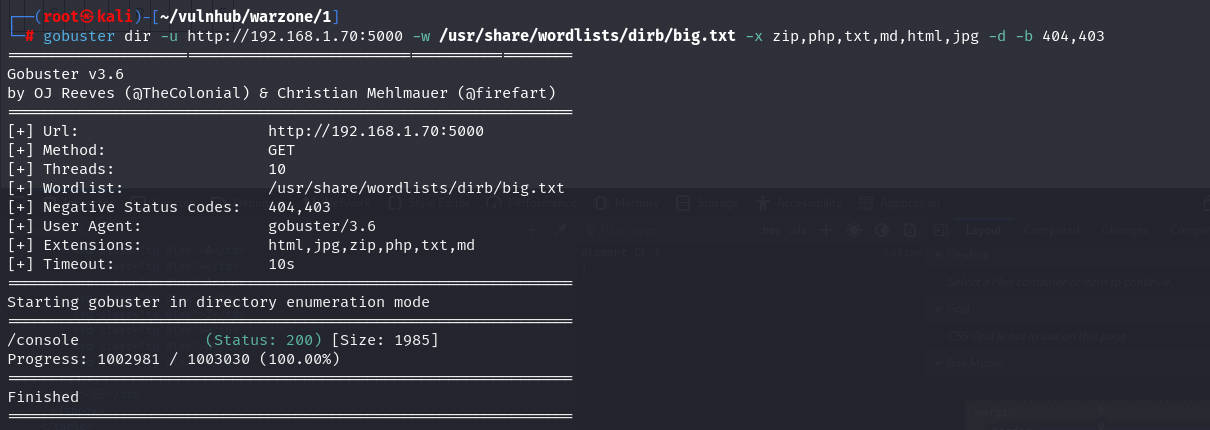 ┌──(root㉿kali)-[~/vulnhub/warzone/1]
└─# gobuster dir -u http://192.168.1.70:5000 -w /usr/share/wordlists/dirb/big.txt -x zip,php,txt,md,html,jpg -d -b 404,403
===============================================================
Gobuster v3.6
by OJ Reeves (@TheColonial) & Christian Mehlmauer (@firefart)
===============================================================
[+] Url:                     http://192.168.1.70:5000
[+] Method:                  GET
[+] Threads:                 10
[+] Wordlist:                /usr/share/wordlists/dirb/big.txt
[+] Negative Status codes:   404,403
[+] User Agent:              gobuster/3.6
[+] Extensions:              html,jpg,zip,php,txt,md
[+] Timeout:                 10s
===============================================================
Starting gobuster in directory enumeration mode
===============================================================
/console              (Status: 200) [Size: 1985]
Progress: 1002981 / 1003030 (100.00%)
===============================================================
Finished
===============================================================